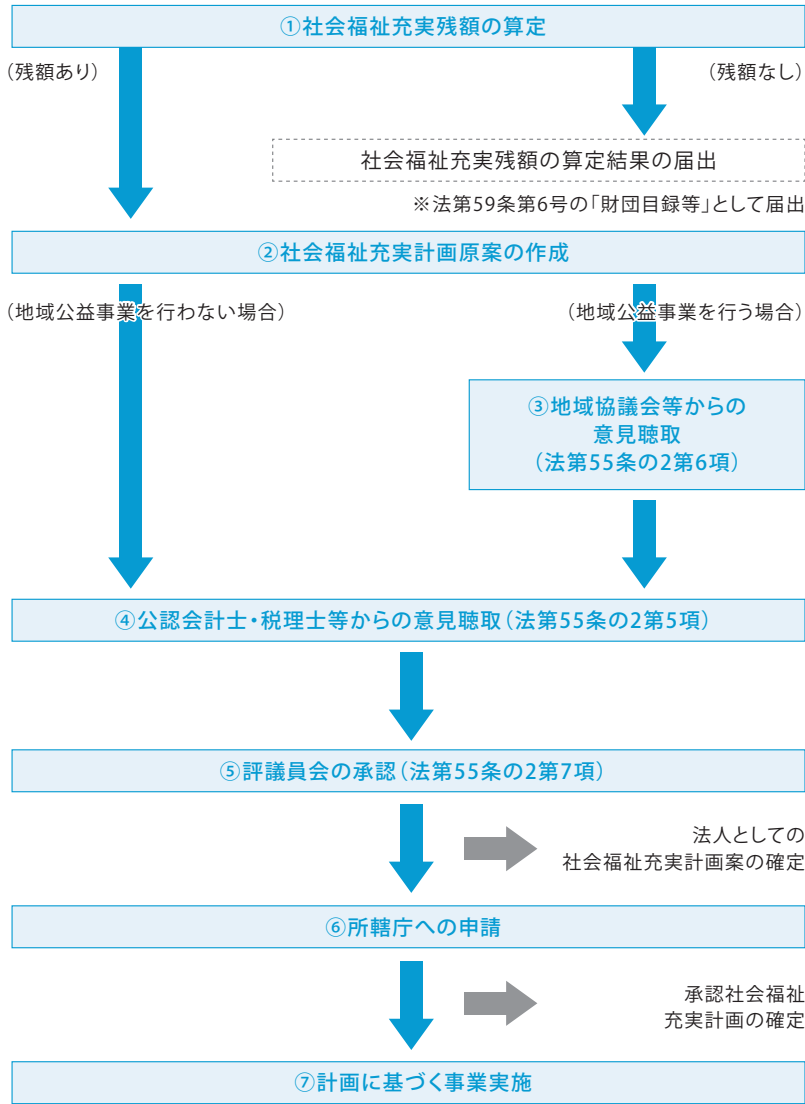 ①社会福祉充実残額の算定
(残額あり)
(残額なし)
社会福祉充実残額の算定結果の届出
※法第59条第6号の「財団目録等」として届出
②社会福祉充実計画原案の作成
(地域公益事業を行わない場合)
(地域公益事業を行う場合)
③地域協議会等からの
意見聴取
(法第55条の2第6項)
④公認会計士・税理士等からの意見聴取(法第55条の2第5項)
⑤評議員会の承認(法第55条の2第7項)
法人としての
社会福祉充実計画案の確定
⑥所轄庁への申請
承認社会福祉
充実計画の確定
⑦計画に基づく事業実施